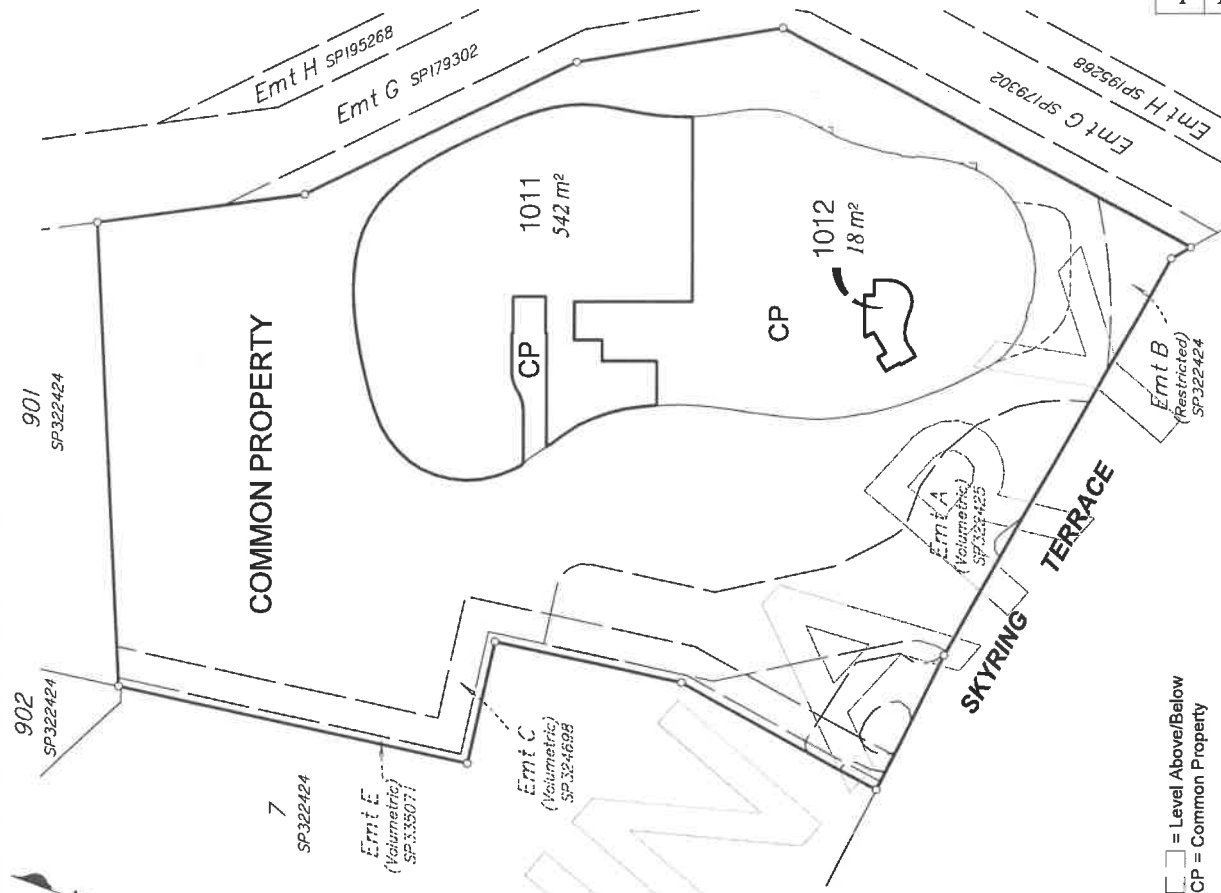 901
SP322424
902
SP322424
7
SP322424
Emt H SP195268
Emt G SP179302
COMMON PROPERTY
1011
542 m²
CP
1012
18 m²
CP
Emt G SP179302
Emt H SP195268
Emt E
(Volumetric)
SP335071
Emt C
(Volumetric)
SP324698
Emt A
(Volumetric)
SP322425
Emt B
(Restricted)
SP322424
SKYRING TERRACE
= Level Above/Below
CP = Common Property